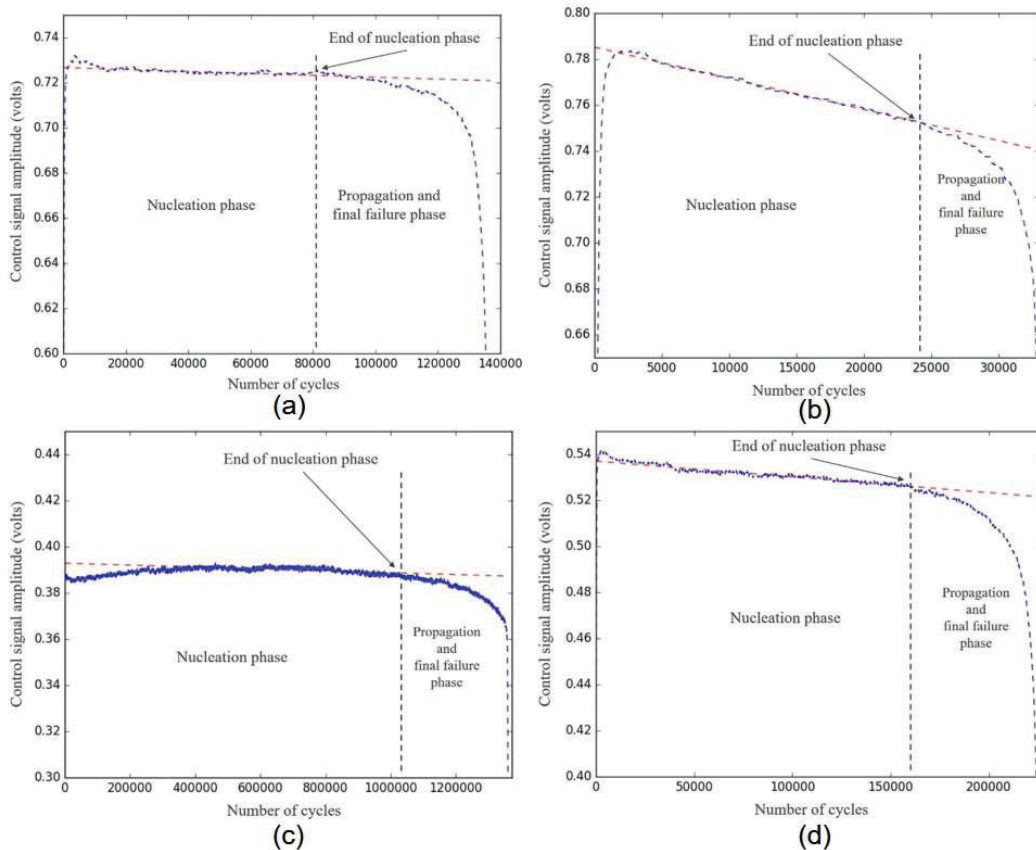 Control signal amplitude (volts)
0.74
0.72
0.70
0.68
0.66
0.64
0.62
0.60
End of nucleation phase
Nucleation phase
Propagation and
final failure phase
0
20000
40000
60000
80000
100000
120000
140000
Number of cycles
(a)
Control signal amplitude (volts)
0.80
0.78
0.76
0.74
0.72
0.70
0.68
0.66
End of nucleation phase
Nucleation phase
Propagation
and
final failure
phase
0
5000
10000
15000
20000
25000
30000
Number of cycles
(b)
Control signal amplitude (volts)
0.44
0.42
0.40
0.38
0.36
0.34
0.32
0.30
End of nucleation phase
Nucleation phase
Propagation
and
final failure
phase
0
200000
400000
600000
800000
1000000
1200000
Number of cycles
(c)
Control signal amplitude (volts)
0.54
0.52
0.50
0.48
0.46
0.44
0.42
0.40
End of nucleation phase
Nucleation phase
Propagation
and
final failure
phase
0
50000
100000
150000
200000
Number of cycles
(d)